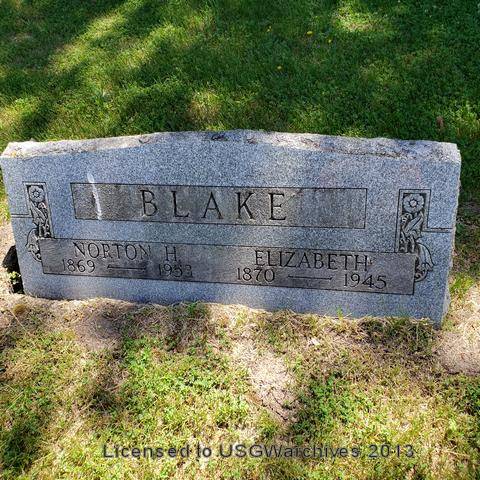 BLAKE
NORTON H. ELIZABETH
1869 — 1953 1870 — 1945
Licensed to USGWarchives 2013